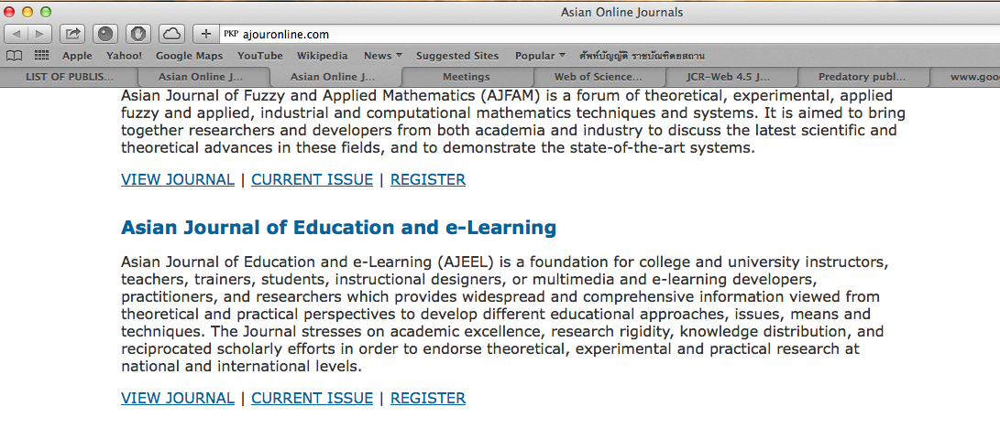 Asian Online Journals
PKP ajouronline.com
Apple Yahoo! Google Maps YouTube Wikipedia News Suggested Sites Popular ศัพท์บัญญัติ ราชบัณฑิตยสถาน
LIST OF PUBLIS... Asian Online J... Asian Online J... Meetings Web of Science... JCR-Web 4.5 J... Predatory publ... www.goo
Asian Journal of Fuzzy and Applied Mathematics (AJFAM) is a forum of theoretical, experimental, applied
fuzzy and applied, industrial and computational mathematics techniques and systems. It is aimed to bring
together researchers and developers from both academia and industry to discuss the latest scientific and
theoretical advances in these fields, and to demonstrate the state-of-the-art systems.
VIEW JOURNAL | CURRENT ISSUE | REGISTER
Asian Journal of Education and e-Learning
Asian Journal of Education and e-Learning (AJEEL) is a foundation for college and university instructors,
teachers, trainers, students, instructional designers, or multimedia and e-learning developers,
practitioners, and researchers which provides widespread and comprehensive information viewed from
theoretical and practical perspectives to develop different educational approaches, issues, means and
techniques. The Journal stresses on academic excellence, research rigidity, knowledge distribution, and
reciprocated scholarly efforts in order to endorse theoretical, experimental and practical research at
national and international levels.
VIEW JOURNAL | CURRENT ISSUE | REGISTER